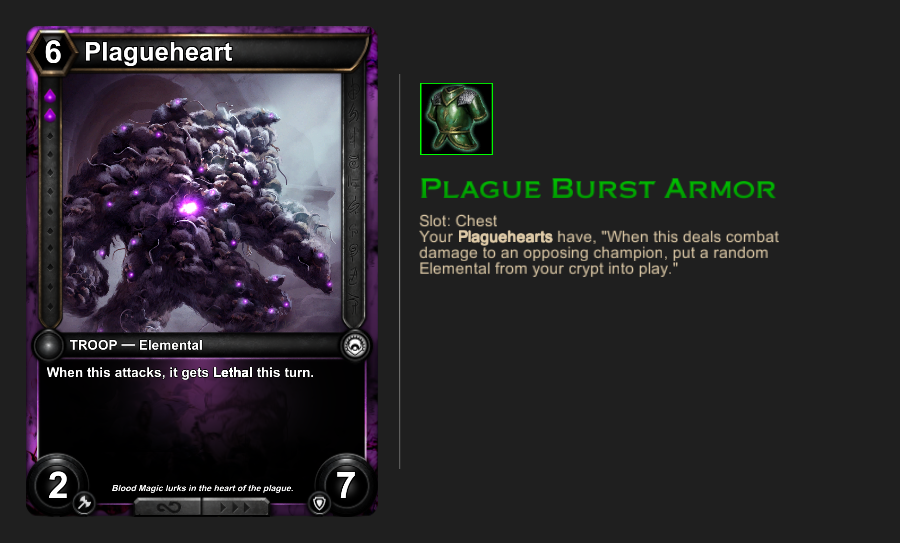 6 Plagueheart
TROOP — Elemental
When this attacks, it gets Lethal this turn.
Blood Magic lurks in the heart of the plague.
2
7
PLAGUE BURST ARMOR
Slot: Chest
Your Plaguehearts have, "When this deals combat
damage to an opposing champion, put a random
Elemental from your crypt into play."